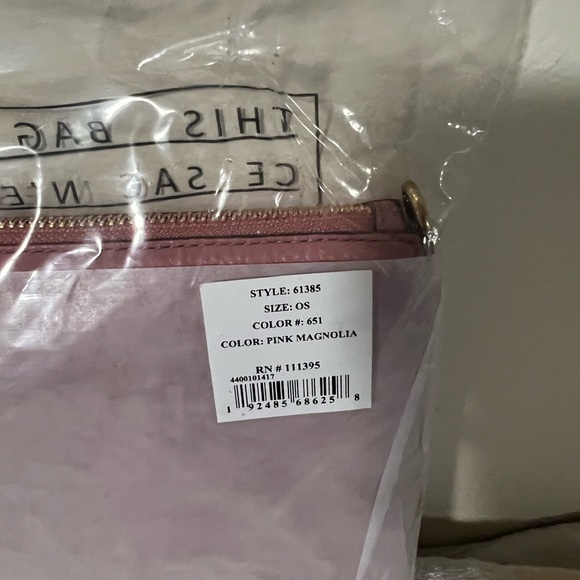 THIS BAG
CE SAC N'E
STYLE: 61385
SIZE: OS
COLOR #: 651
COLOR: PINK MAGNOLIA
RN # 111395
4400101417
1 92485 68625 8